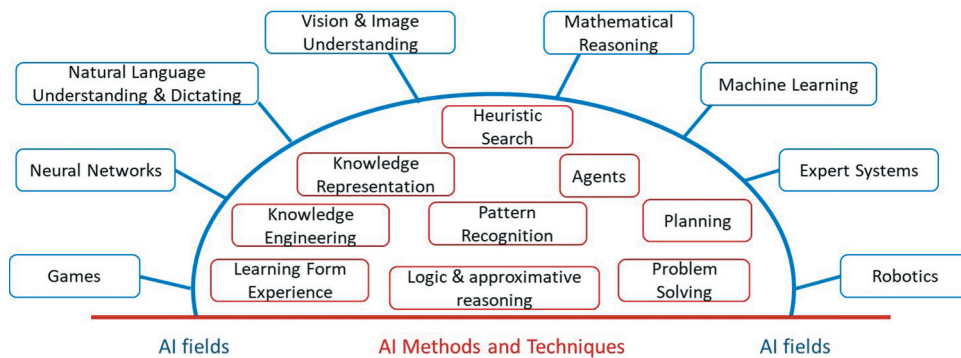 Vision & Image
Understanding
Mathematical
Reasoning
Natural Language
Understanding & Dictating
Machine Learning
Heuristic
Search
Neural Networks
Knowledge
Representation
Agents
Expert Systems
Knowledge
Engineering
Pattern
Recognition
Planning
Games
Learning Form
Experience
Logic & approximative
reasoning
Problem
Solving
Robotics
AI fields
AI Methods and Techniques
AI fields